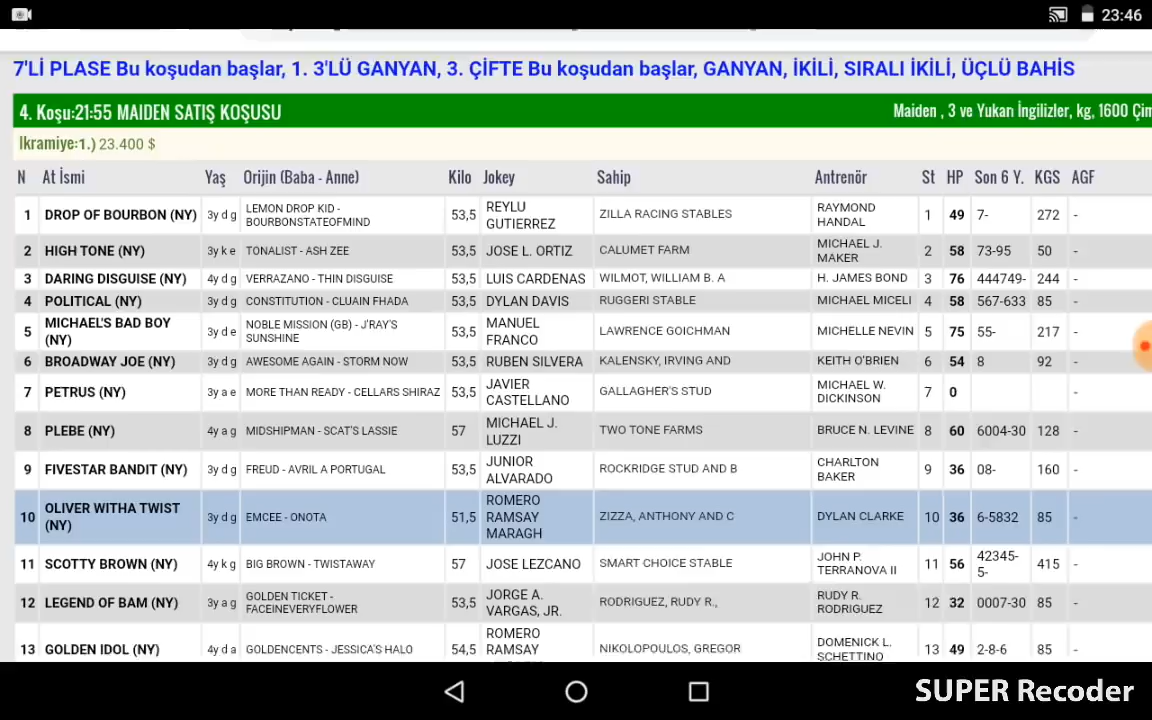 23:46
7'Lİ PLASE Bu koşudan başlar, 1. 3'LÜ GANYAN, 3. ÇİFTE Bu koşudan başlar, GANYAN, İKİLİ, SIRALI İKİLİ, ÜÇLÜ BAHİS
4. Koşu:21:55 MAIDEN SATIŞ KOŞUSU Maiden , 3 ve Yukarı İngilizler, kg, 1600 Çim
Ikramiye:1.) 23.400 $
N At İsmi Yaş Orijin (Baba - Anne) Kilo Jokey Sahip Antrenör St HP Son 6 Y. KGS AGF
1 DROP OF BOURBON (NY) 3y d g LEMON DROP KID - BOURBONSTATEOFMIND 53,5 REYLU GUTIERREZ ZILLA RACING STABLES RAYMOND HANDAL 1 49 7- 272 -
2 HIGH TONE (NY) 3y k e TONALIST - ASH ZEE 53,5 JOSE L. ORTIZ CALUMET FARM MICHAEL J. MAKER 2 58 73-95 50 -
3 DARING DISGUISE (NY) 4y d g VERRAZANO - THIN DISGUISE 53,5 LUIS CARDENAS WILMOT, WILLIAM B. A H. JAMES BOND 3 76 444749- 244 -
4 POLITICAL (NY) 3y d g CONSTITUTION - CLUAIN FHADA 53,5 DYLAN DAVIS RUGGERI STABLE MICHAEL MICELI 4 58 567-633 85 -
5 MICHAEL'S BAD BOY (NY) 3y d e NOBLE MISSION (GB) - J'RAY'S SUNSHINE 53,5 MANUEL FRANCO LAWRENCE GOICHMAN MICHELLE NEVIN 5 75 55- 217 -
6 BROADWAY JOE (NY) 3y d g AWESOME AGAIN - STORM NOW 53,5 RUBEN SILVERA KALENSKY, IRVING AND KEITH O'BRIEN 6 54 8 92 -
7 PETRUS (NY) 3y a e MORE THAN READY - CELLARS SHIRAZ 53,5 JAVIER CASTELLANO GALLAGHER'S STUD MICHAEL W. DICKINSON 7 0 -
8 PLEBE (NY) 4y a g MIDSHIPMAN - SCAT'S LASSIE 57 MICHAEL J. LUZZI TWO TONE FARMS BRUCE N. LEVINE 8 60 6004-30 128 -
9 FIVESTAR BANDIT (NY) 3y d g FREUD - AVRIL A PORTUGAL 53,5 JUNIOR ALVARADO ROCKRIDGE STUD AND B CHARLTON BAKER 9 36 08- 160 -
10 OLIVER WITHA TWIST (NY) 3y d g EMCEE - ONOTA 51,5 ROMERO RAMSAY MARAGH ZIZZA, ANTHONY AND C DYLAN CLARKE 10 36 6-5832 85 -
11 SCOTTY BROWN (NY) 4y k g BIG BROWN - TWISTAWAY 57 JOSE LEZCANO SMART CHOICE STABLE JOHN P. TERRANOVA II 11 56 42345-5- 415 -
12 LEGEND OF BAM (NY) 3y a g GOLDEN TICKET - FACEINEVERYFLOWER 53,5 JORGE A. VARGAS, JR. RODRIGUEZ, RUDY R., RUDY R. RODRIGUEZ 12 32 0007-30 85 -
13 GOLDEN IDOL (NY) 4y d a GOLDENCENTS - JESSICA'S HALO 54,5 ROMERO RAMSAY NIKOLOPOULOS, GREGOR DOMENICK L. SCHETTINO 13 49 2-8-6 85 -
SUPER Recoder